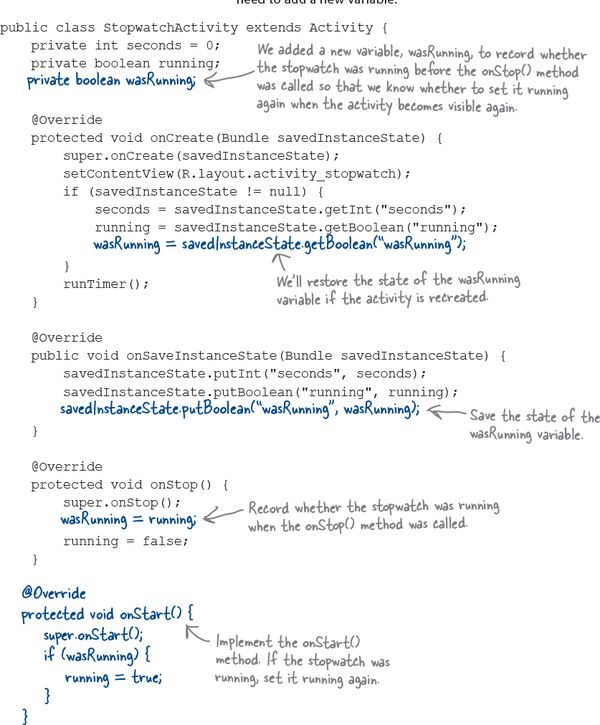 need to add a new variable.
public class StopwatchActivity extends Activity {
private int seconds = 0;
private boolean running;
private boolean wasRunning;
We added a new variable, wasRunning, to record whether
the stopwatch was running before the onStop() method
was called so that we know whether to set it running
again when the activity becomes visible again.
@Override
protected void onCreate(Bundle savedInstanceState) {
super.onCreate(savedInstanceState);
setContentView(R.layout.activity_stopwatch);
if (savedInstanceState != null) {
seconds = savedInstanceState.getInt("seconds");
running = savedInstanceState.getBoolean("running");
wasRunning = savedInstanceState.getBoolean("wasRunning");
}
We'll restore the state of the wasRunning
variable if the activity is recreated.
runTimer();
}
@Override
public void onSaveInstanceState(Bundle savedInstanceState) {
savedInstanceState.putInt("seconds", seconds);
savedInstanceState.putBoolean("running", running);
savedInstanceState.putBoolean("wasRunning", wasRunning);
Save the state of the
wasRunning variable.
}
@Override
protected void onStop() {
super.onStop();
wasRunning = running;
Record whether the stopwatch was running
when the onStop() method was called.
running = false;
}
@Override
protected void onStart() {
super.onStart();
if (wasRunning) {
running = true;
}
}
Implement the onStart()
method. If the stopwatch was
running, set it running again.